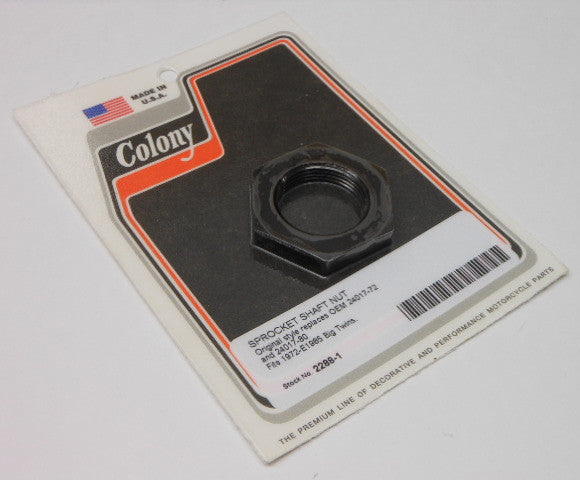 MADE IN
U.S.A.
Colony
SPROCKET SHAFT NUT
Original style replaces OEM 24017-72
and 24017-80
Fits 1972-E1985 Big Twins
Stock No. 2288-1
THE PREMIUM LINE OF DECORATIVE AND PERFORMANCE MOTORCYCLE PARTS